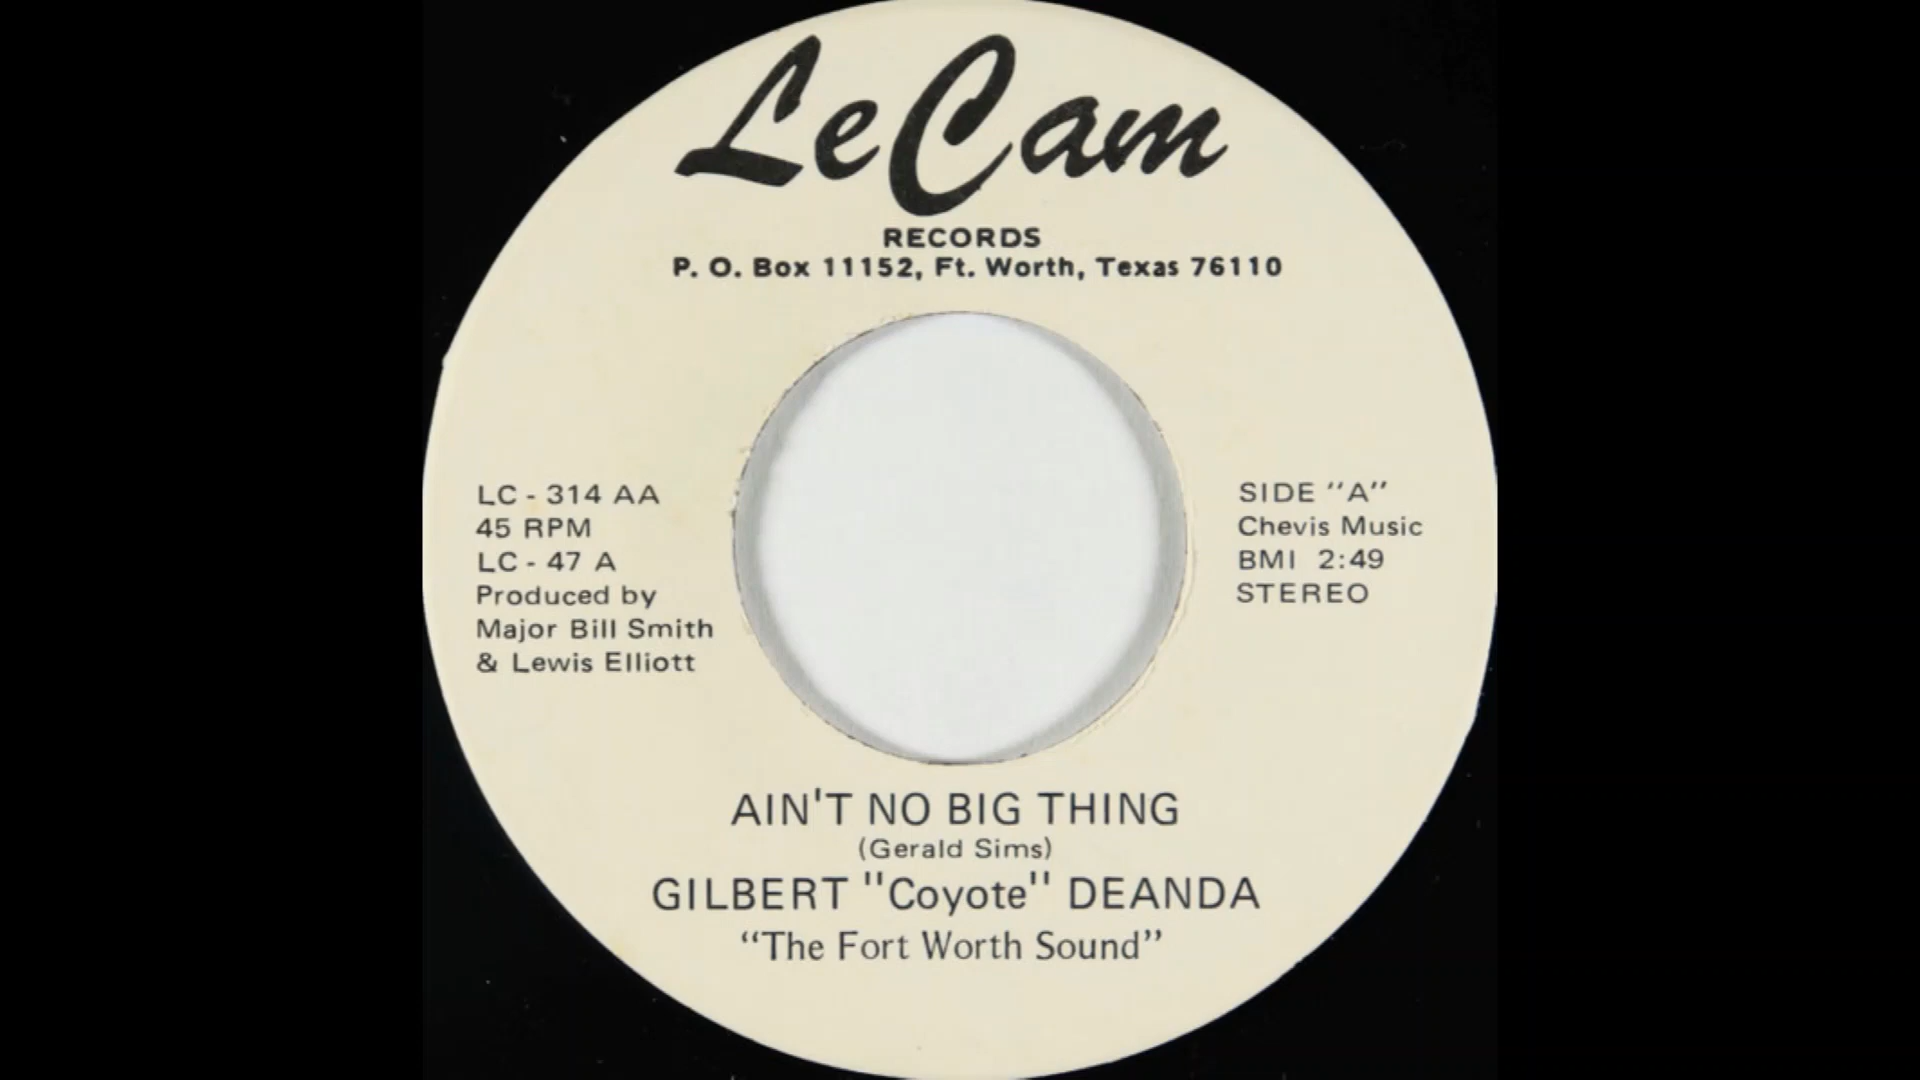 LeCam
RECORDS
P. O. Box 11152, Ft. Worth, Texas 76110
LC - 314 AA
45 RPM
LC - 47 A
Produced by
Major Bill Smith
& Lewis Elliott
SIDE "A"
Chevis Music
BMI 2:49
STEREO
AIN'T NO BIG THING
(Gerald Sims)
GILBERT "Coyote" DEANDA
“The Fort Worth Sound”